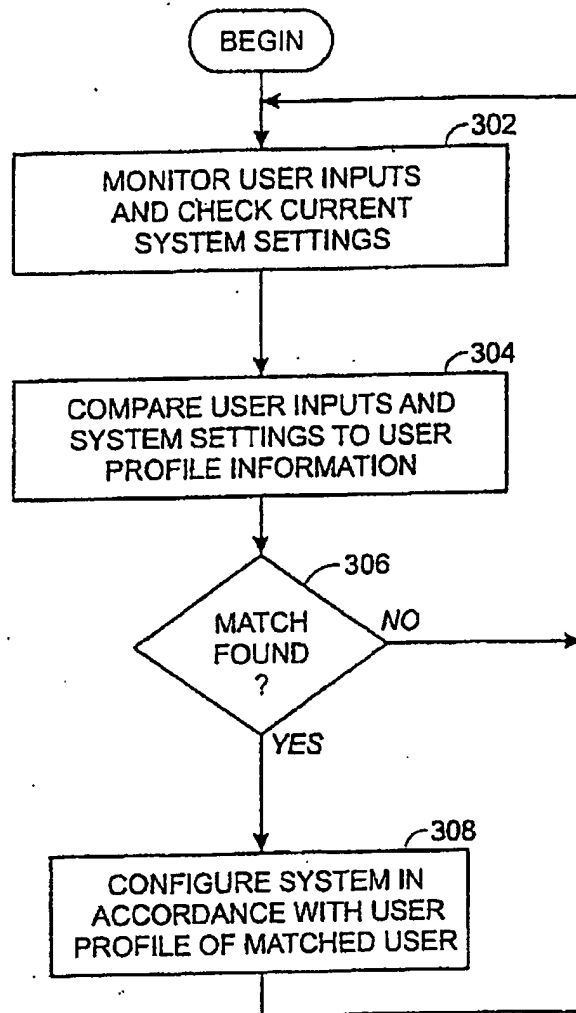 BEGIN
302
MONITOR USER INPUTS
AND CHECK CURRENT
SYSTEM SETTINGS
304
COMPARE USER INPUTS AND
SYSTEM SETTINGS TO USER
PROFILE INFORMATION
306
MATCH
FOUND
?
NO
YES
308
CONFIGURE SYSTEM IN
ACCORDANCE WITH USER
PROFILE OF MATCHED USER